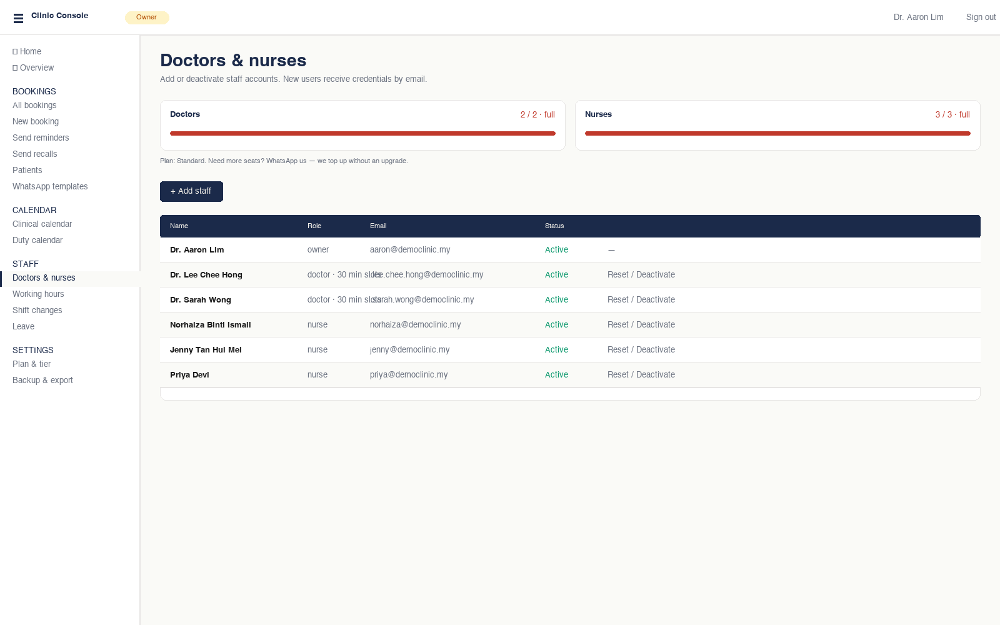 Clinic Console
Owner
Dr. Aaron Lim
Sign out
Home
Overview
BOOKINGS
All bookings
New booking
Send reminders
Send recalls
Patients
WhatsApp templates
CALENDAR
Clinical calendar
Duty calendar
STAFF
Doctors & nurses
Working hours
Shift changes
Leave
SETTINGS
Plan & tier
Backup & export
Doctors & nurses
Add or deactivate staff accounts. New users receive credentials by email.
Doctors 2 / 2 · full
Nurses 3 / 3 · full
Plan: Standard. Need more seats? WhatsApp us — we top up without an upgrade.
+ Add staff
Name Role Email Status
Dr. Aaron Lim owner aaron@democlinic.my Active —
Dr. Lee Chee Hong doctor · 30 min slots lee.chee.hong@democlinic.my Active Reset / Deactivate
Dr. Sarah Wong doctor · 30 min slots sarah.wong@democlinic.my Active Reset / Deactivate
Norhaiza Binti Ismail nurse norhaiza@democlinic.my Active Reset / Deactivate
Jenny Tan Hui Mei nurse jenny@democlinic.my Active Reset / Deactivate
Priya Devi nurse priya@democlinic.my Active Reset / Deactivate